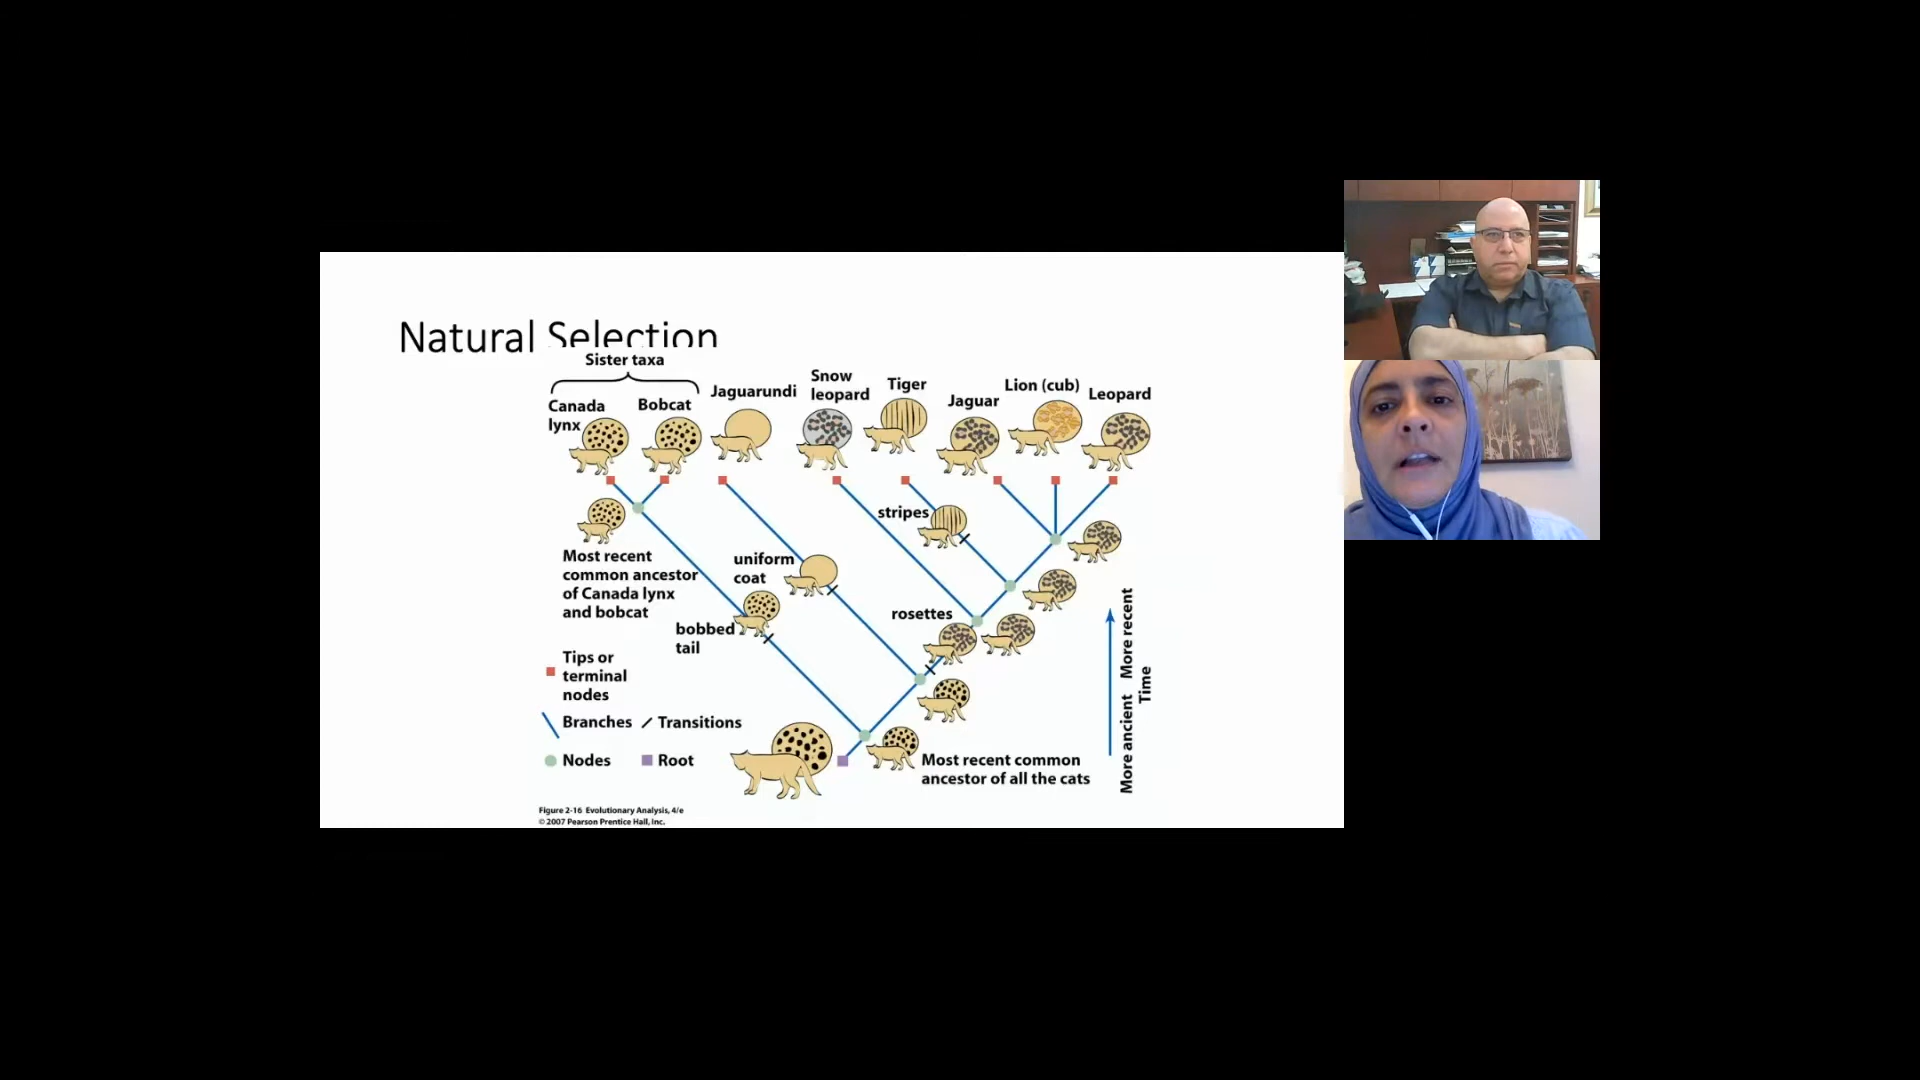 Natural Selection
Sister taxa
Canada
lynx
Bobcat
Jaguarundi
Snow
leopard
Tiger
Jaguar
Lion (cub)
Leopard
stripes
Most recent
common ancestor
of Canada lynx
and bobcat
uniform
coat
rosettes
bobbed
tail
Tips or
terminal
nodes
Branches
Transitions
Nodes
Root
Most recent common
ancestor of all the cats
More ancient More recent
Time
Figure 2-16 Evolutionary Analysis, 4/e
© 2007 Pearson Prentice Hall, Inc.